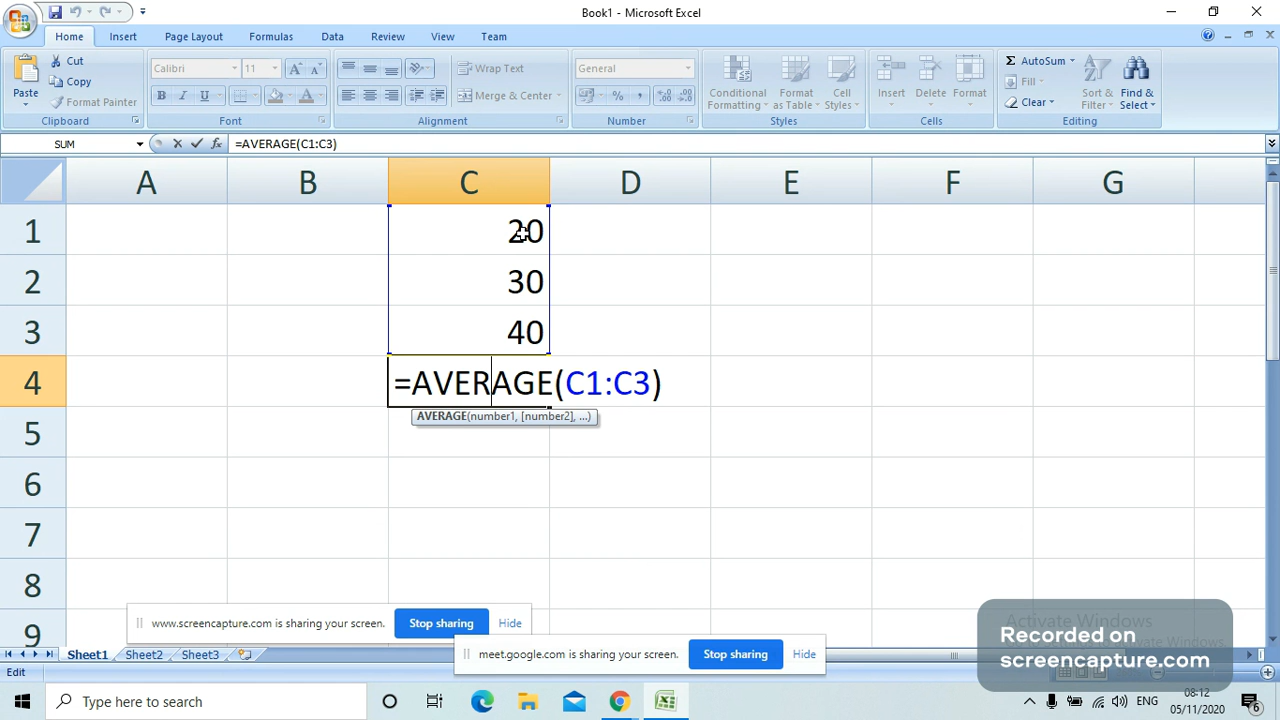 Book1 - Microsoft Excel
Home Insert Page Layout Formulas Data Review View Team
Paste
Cut
Copy
Format Painter
Clipboard
Calibri 11
B I U
Font
Wrap Text
Merge & Center
Alignment
General
Number
Conditional Formatting
Format as Table
Cell Styles
Styles
Insert
Delete
Format
Cells
AutoSum
Fill
Clear
Sort & Filter
Find & Select
Editing
SUM =AVERAGE(C1:C3)
A B C D E F G
1 20
2 30
3 40
4 =AVERAGE(C1:C3)
AVERAGE(number1, [number2], ...)
5
6
7
8
9
www.screencapture.com is sharing your screen. Stop sharing Hide
meet.google.com is sharing your screen. Stop sharing Hide
Activate Windows
Recorded on
screencapture.com
Sheet1 Sheet2 Sheet3
Edit
Type here to search
ENG
08:12
05/11/2020
6